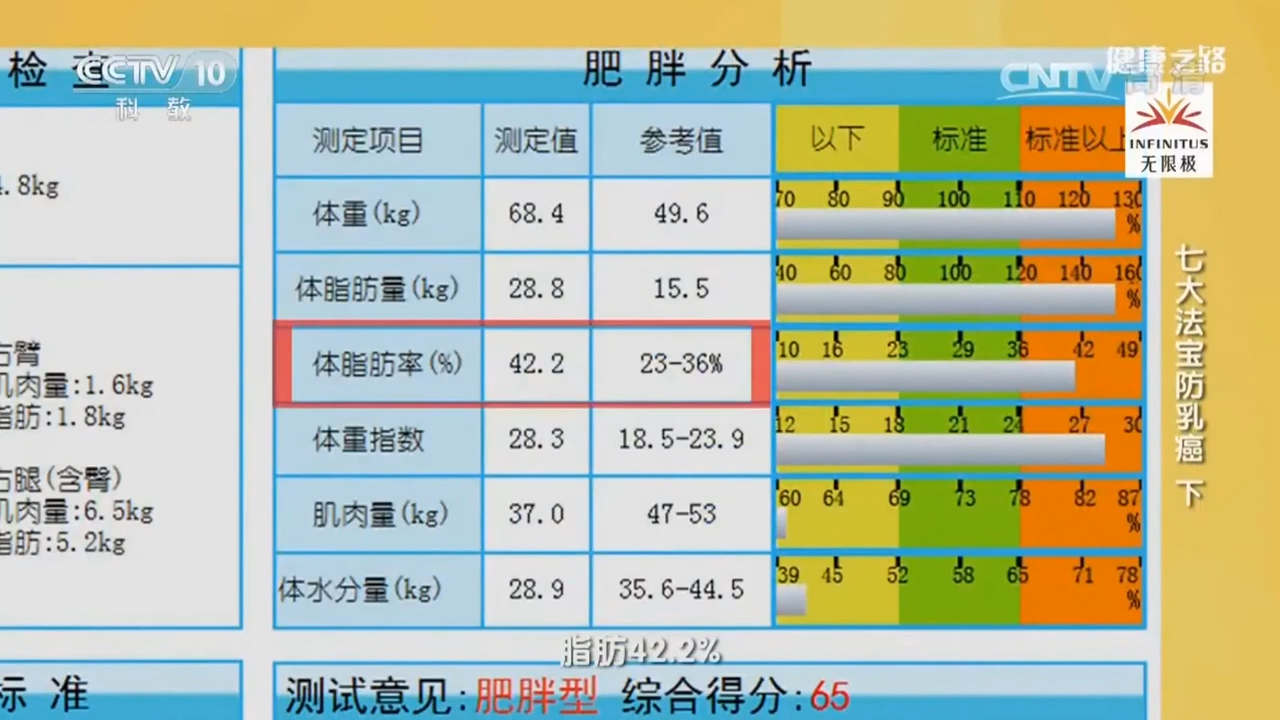 检 查
CCTV 10
科 教
肥 胖 分 析
CNTV 高清
健康之路
INFINITUS
无限极
七大法宝防乳癌 下
测定项目 测定值 参考值 以下 标准 标准以上
体重(kg) 68.4 49.6 70 80 90 100 110 120 130 %
体脂肪量(kg) 28.8 15.5 40 60 80 100 120 140 160 %
体脂肪率(%) 42.2 23-36% 10 16 23 29 36 42 49
体重指数 28.3 18.5-23.9 12 15 18 21 24 27 30
肌肉量(kg) 37.0 47-53 60 64 69 73 78 82 87 %
体水分量(kg) 28.9 35.6-44.5 39 45 52 58 65 71 78 %
4.8kg
右臂
肌肉量:1.6kg
脂肪:1.8kg
右腿(含臀)
肌肉量:6.5kg
脂肪:5.2kg
脂肪42.2%
标 准
测试意见:肥胖型 综合得分:65